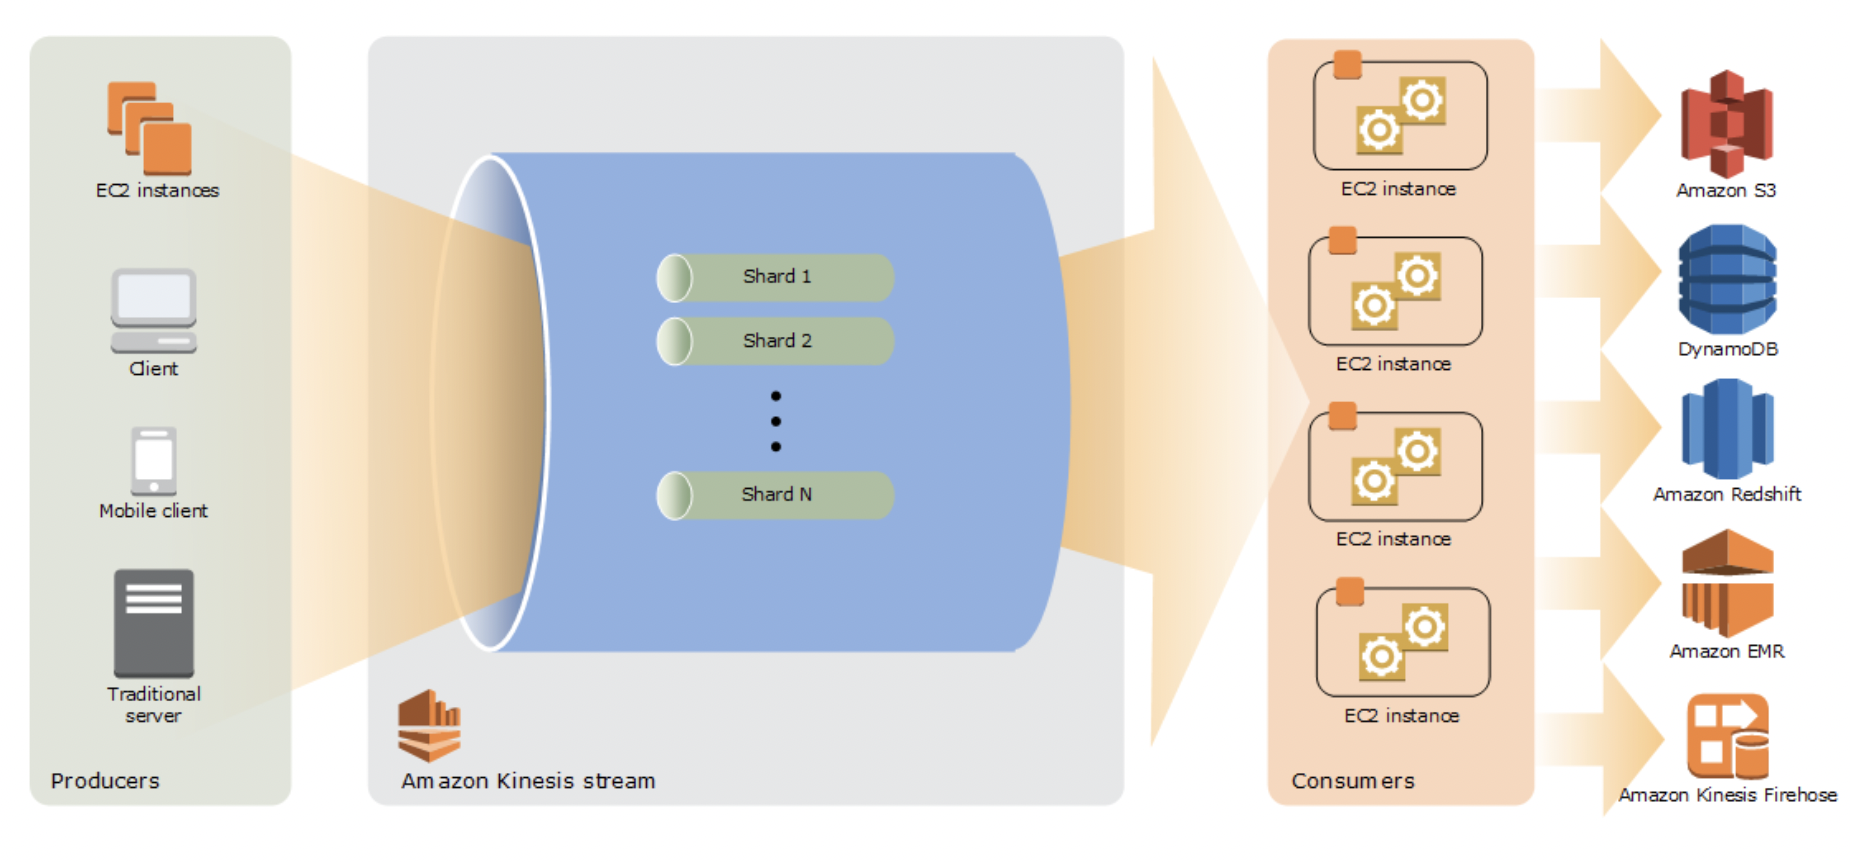 EC2 instances
Client
Mobile client
Traditional
server
Producers
Shard 1
Shard 2
Shard N
Amazon Kinesis stream
EC2 instance
EC2 instance
EC2 instance
EC2 instance
Consumers
Amazon S3
DynamoDB
Amazon Redshift
Amazon EMR
Amazon Kinesis Firehose